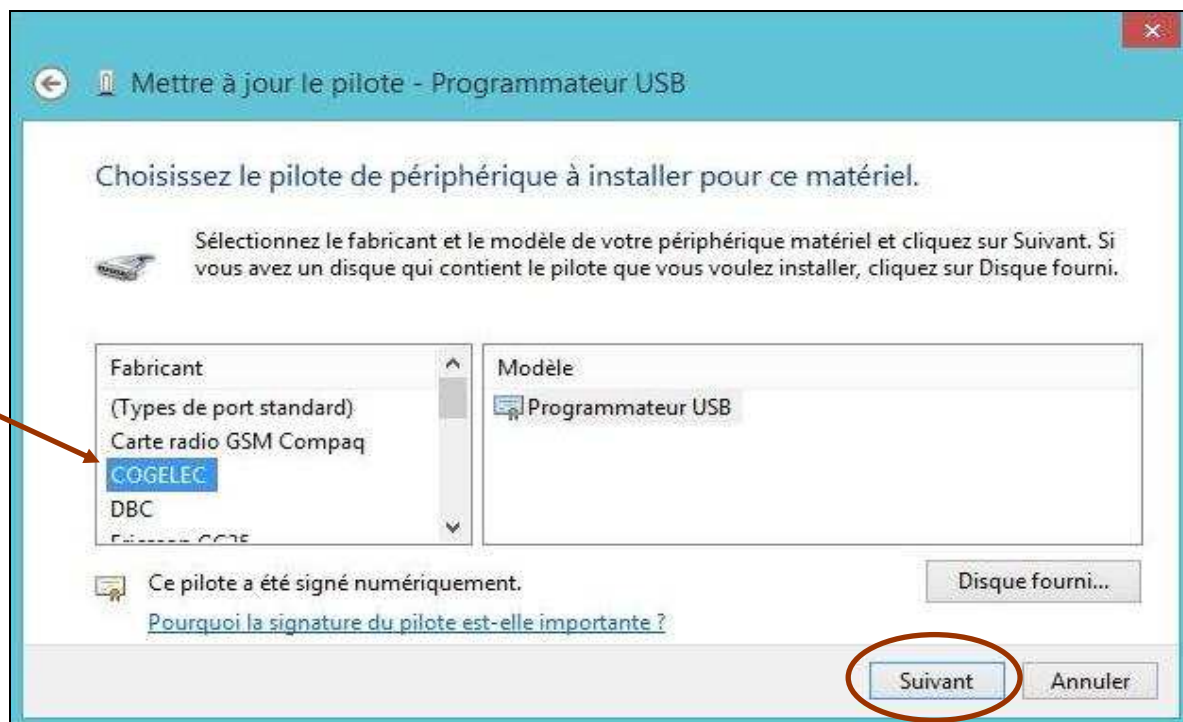 Mettre à jour le pilote - Programmateur USB
Choisissez le pilote de périphérique à installer pour ce matériel.
Sélectionnez le fabricant et le modèle de votre périphérique matériel et cliquez sur Suivant. Si
vous avez un disque qui contient le pilote que vous voulez installer, cliquez sur Disque fourni.
Fabricant
(Types de port standard)
Carte radio GSM Compaq
COGELEC
DBC
Modèle
Programmateur USB
Ce pilote a été signé numériquement.
Pourquoi la signature du pilote est-elle importante ?
Disque fourni...
Suivant
Annuler